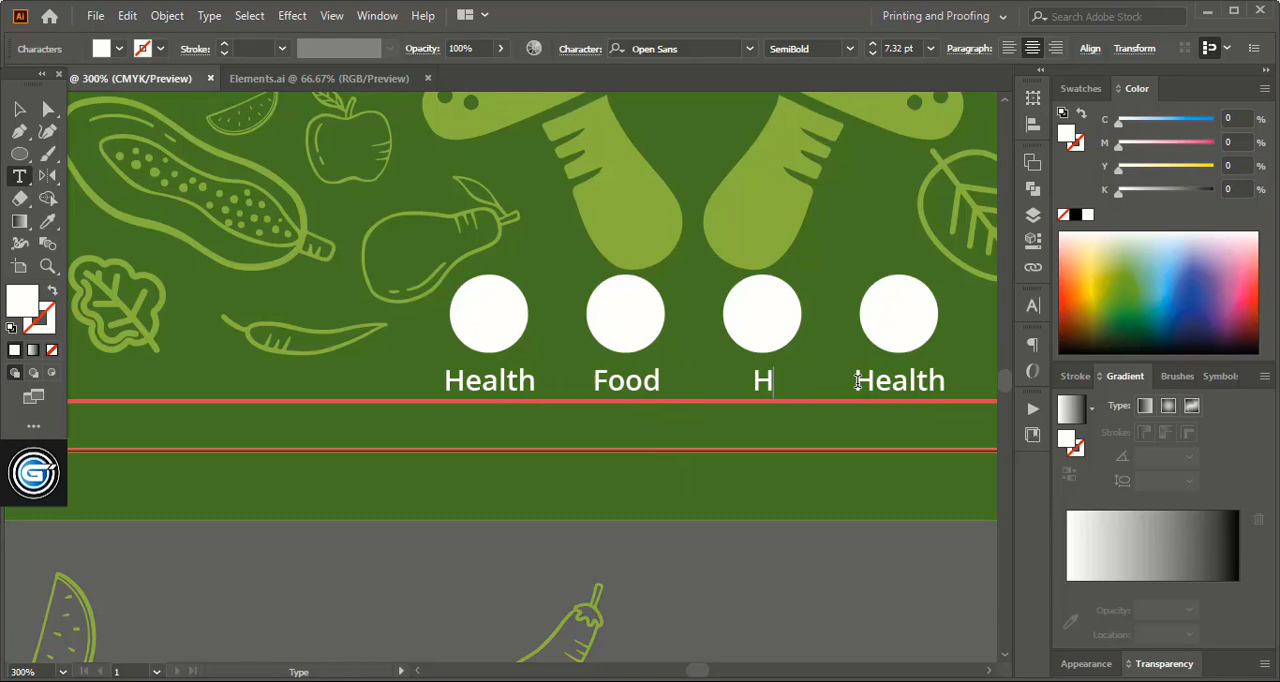 Ai File Edit Object Type Select Effect View Window Help Printing and Proofing Search Adobe Stock
Characters Stroke: Opacity: 100% Character: Open Sans SemiBold 7.32 pt Paragraph: Align Transform
@ 300% (CMYK/Preview) × Elements.ai @ 66.67% (RGB/Preview) ×
Swatches Color
C 0 %
M 0 %
Y 0 %
K 0 %
Health Food H Health
Stroke Gradient Brushes Symbols
Type:
Stroke:
Opacity:
Location:
Appearance Transparency
300% 1 Type